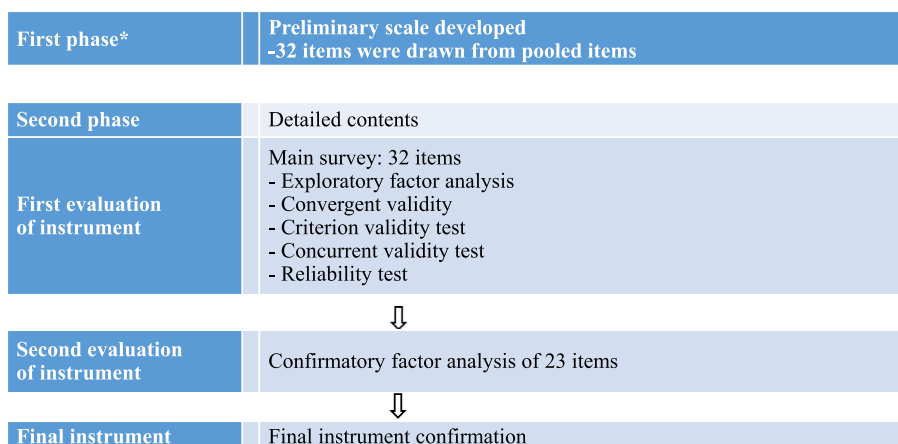 First phase*
Preliminary scale developed
-32 items were drawn from pooled items
Second phase
Detailed contents
First evaluation
of instrument
Main survey: 32 items
- Exploratory factor analysis
- Convergent validity
- Criterion validity test
- Concurrent validity test
- Reliability test
Second evaluation
of instrument
Confirmatory factor analysis of 23 items
Final instrument
Final instrument confirmation